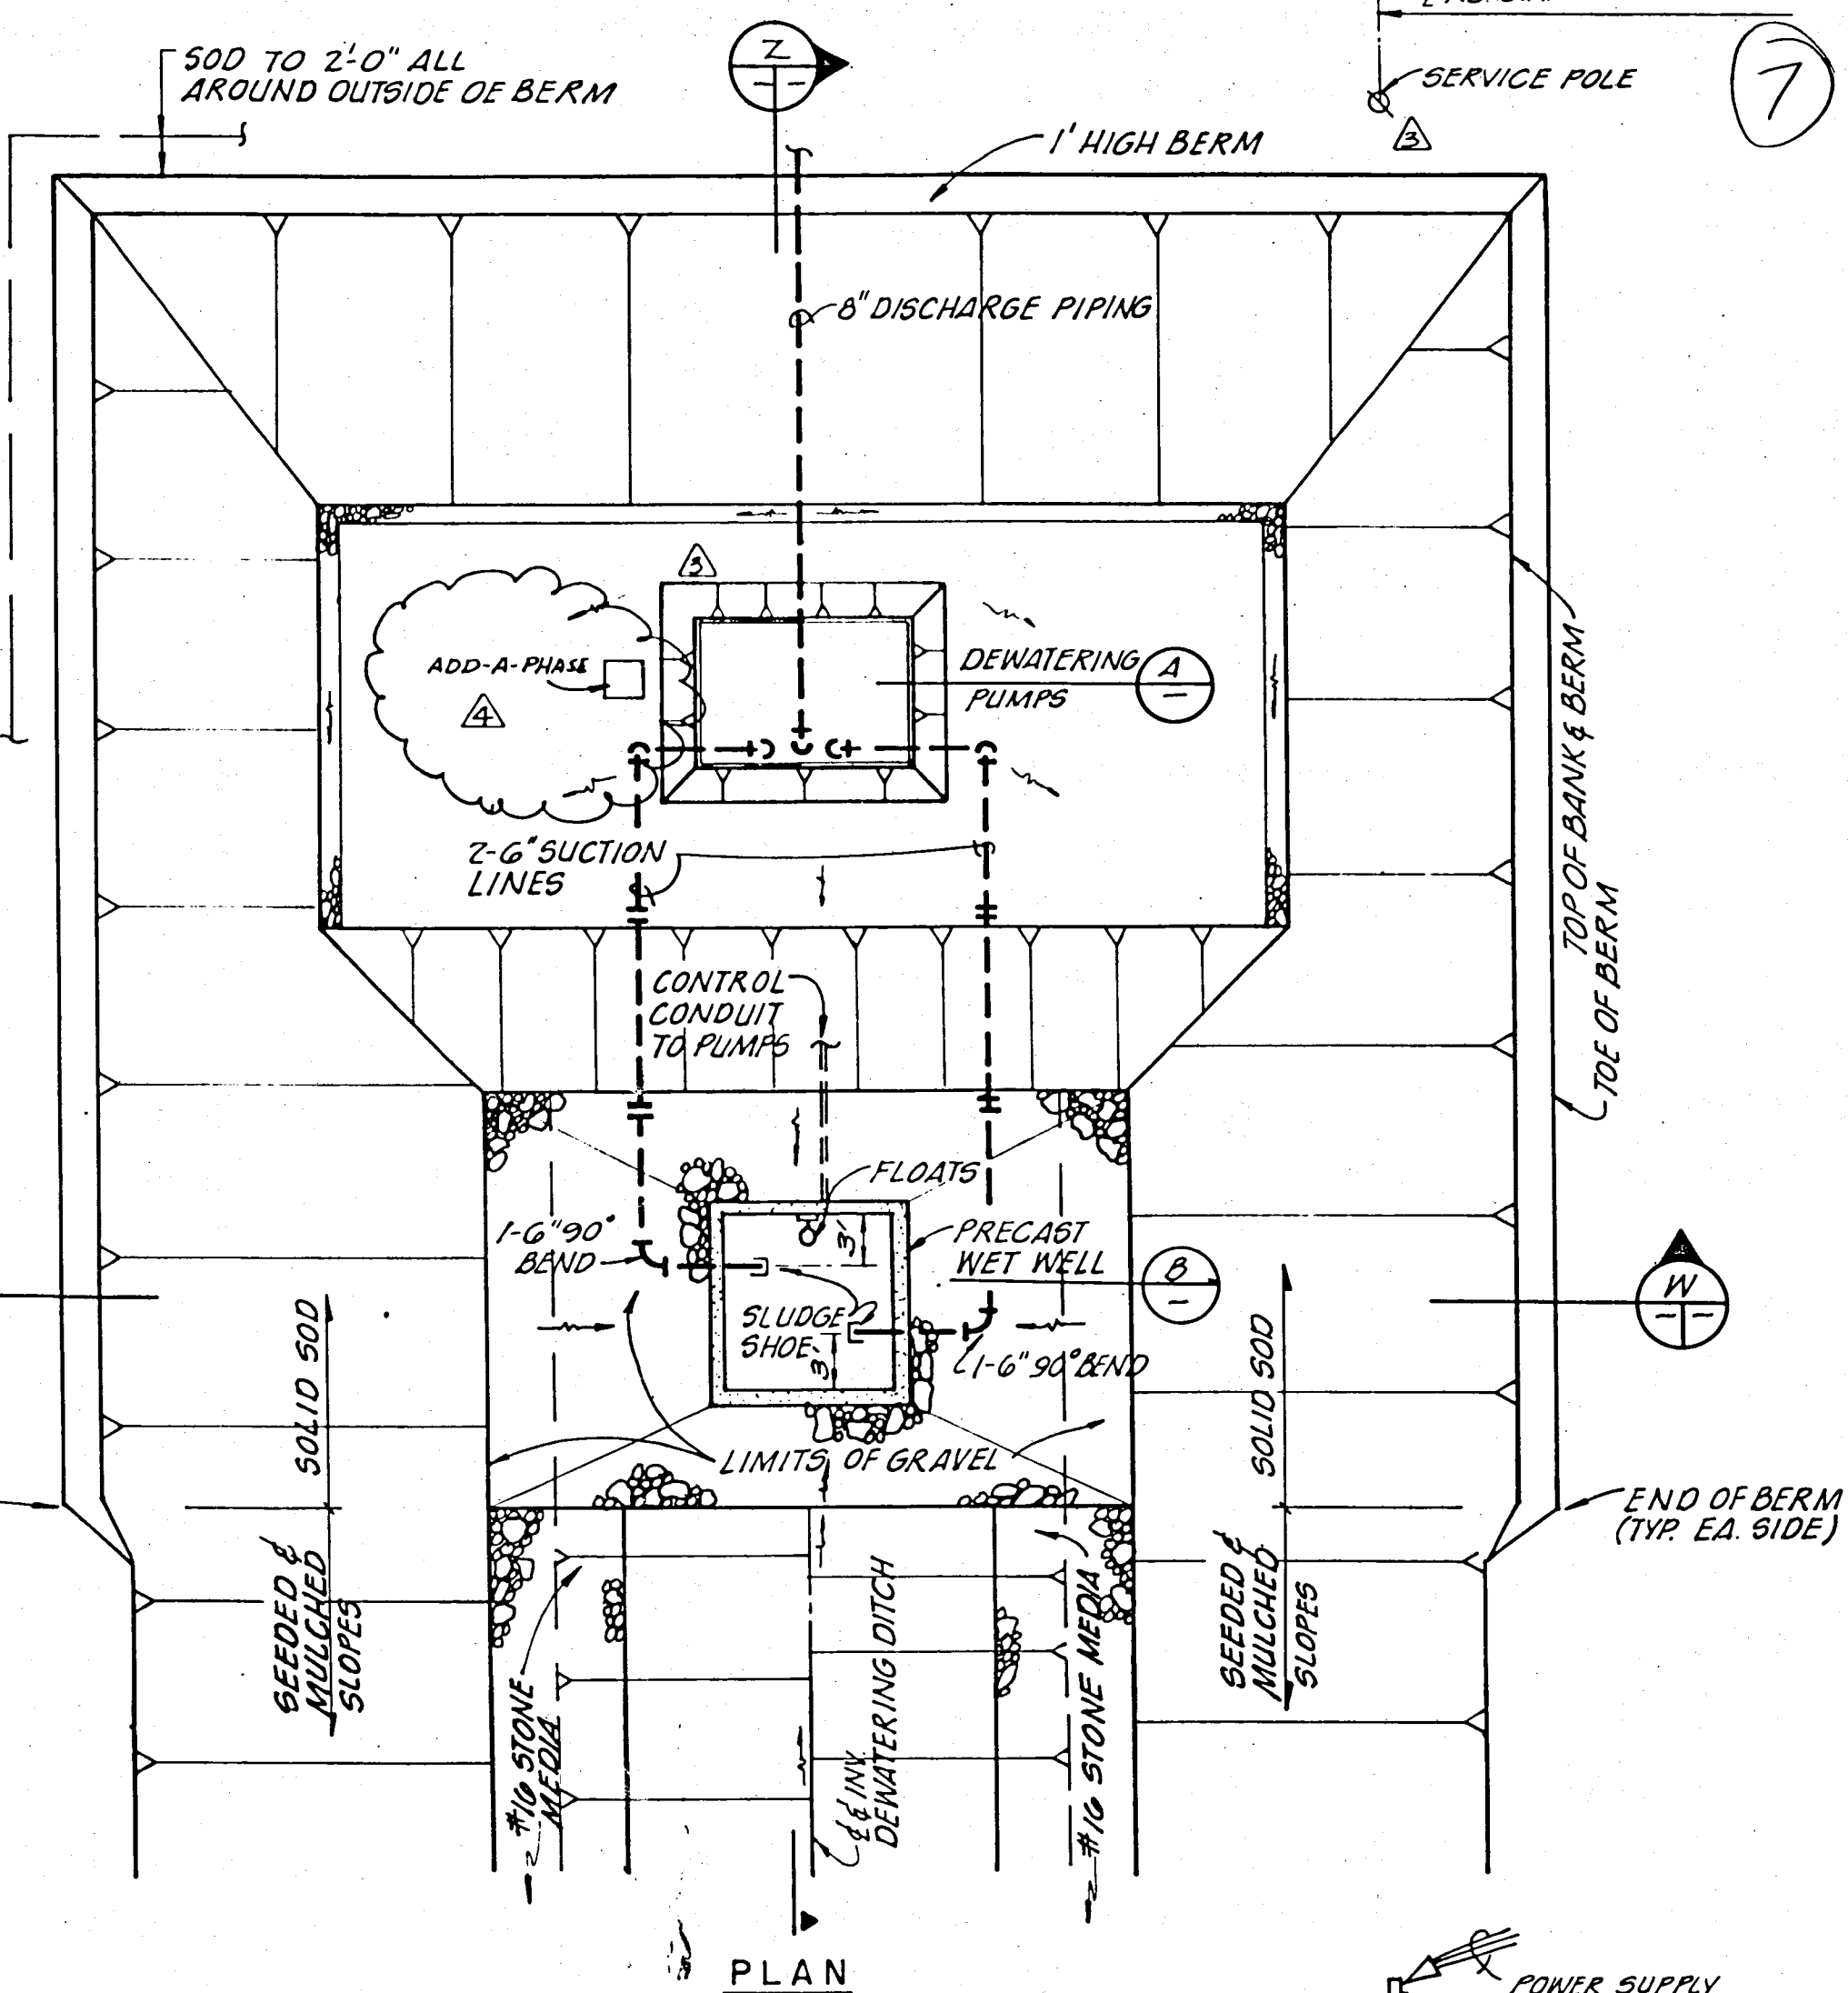 SOD TO 2'-0" ALL
AROUND OUTSIDE OF BERM
Z
SERVICE POLE
3
7
1' HIGH BERM
8" DISCHARGE PIPING
3
ADD-A-PHASE
4
DEWATERING
PUMPS
A
2-6" SUCTION
LINES
TOP OF BANK & BERM
TOE OF BERM
CONTROL
CONDUIT
TO PUMPS
FLOATS
1-6" 90°
BEND
3'
PRECAST
WET WELL
B
W
SLUDGE
SHOE
3'
1-6" 90° BEND
SOLID SOD
SOLID SOD
LIMITS OF GRAVEL
END OF BERM
(TYP. EA. SIDE)
SEEDED &
MULCHED
SLOPES
#16 STONE
MEDIA
℄ & INV.
DEWATERING DITCH
#16 STONE MEDIA
SEEDED &
MULCHED
SLOPES
PLAN
POWER SUPPLY